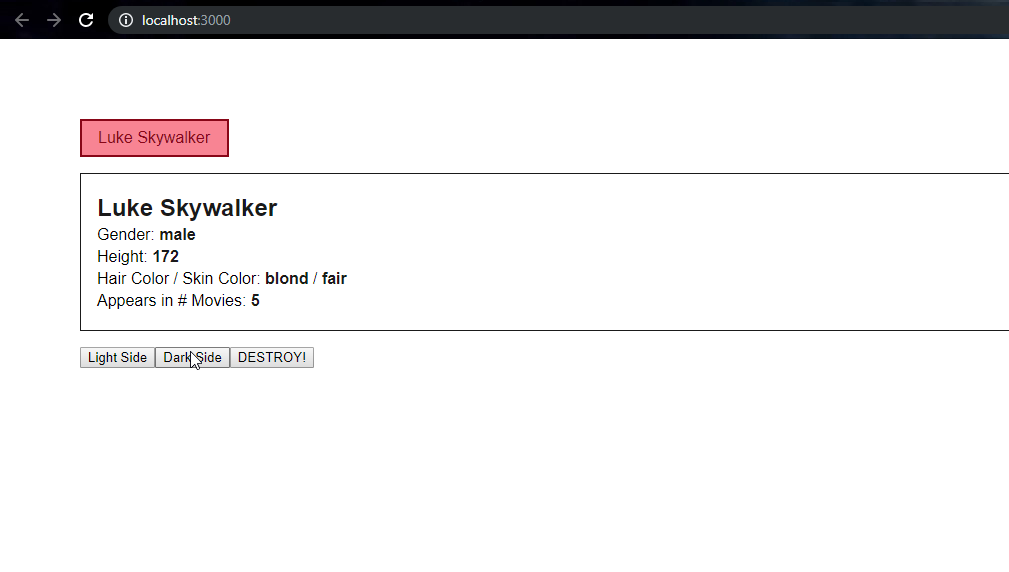 localhost:3000
Luke Skywalker
Luke Skywalker
Gender: male
Height: 172
Hair Color / Skin Color: blond / fair
Appears in # Movies: 5
Light Side Dark Side DESTROY!